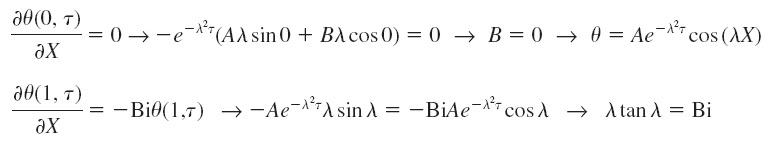 ∂θ(0, τ)/∂X = 0 → −e^{−λ²τ}(Aλ sin 0 + Bλ cos 0) = 0 → B = 0 → θ = Ae^{−λ²τ} cos (λX)
∂θ(1, τ)/∂X = −Biθ(1,τ) → −Ae^{−λ²τ}λ sin λ = −BiAe^{−λ²τ} cos λ → λ tan λ = Bi